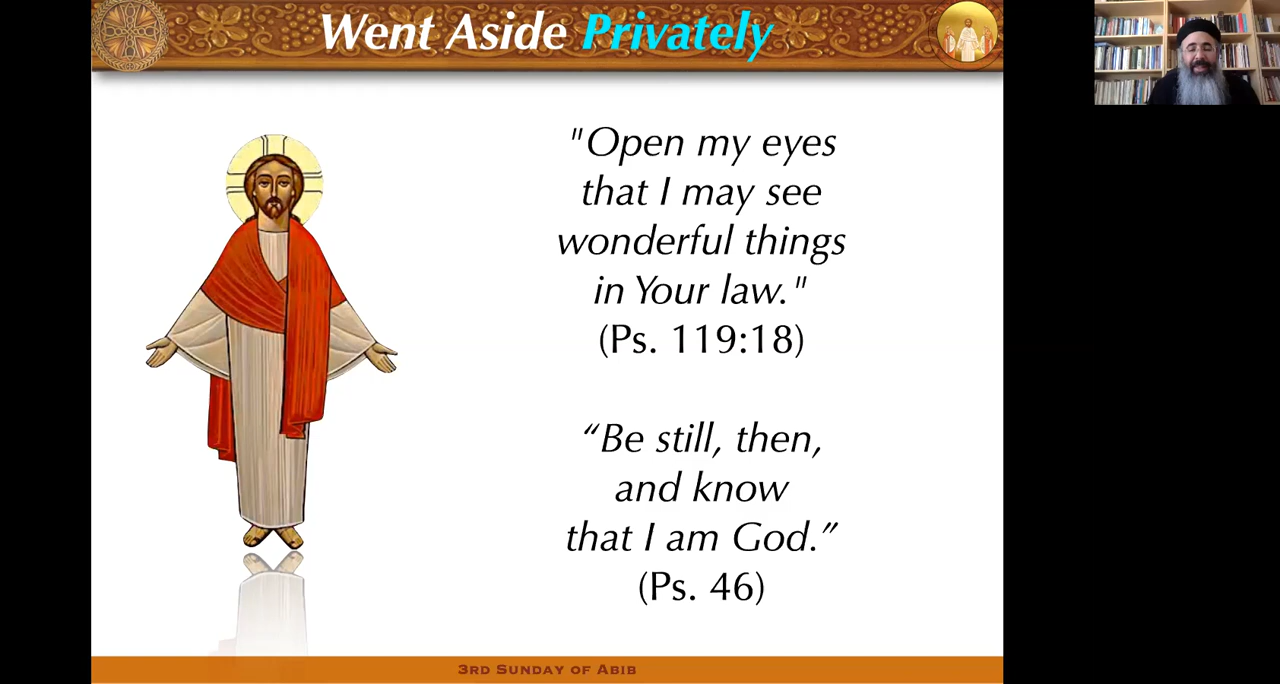 Went Aside Privately
"Open my eyes
that I may see
wonderful things
in Your law."
(Ps. 119:18)
“Be still, then,
and know
that I am God.”
(Ps. 46)
3RD SUNDAY OF ABIB